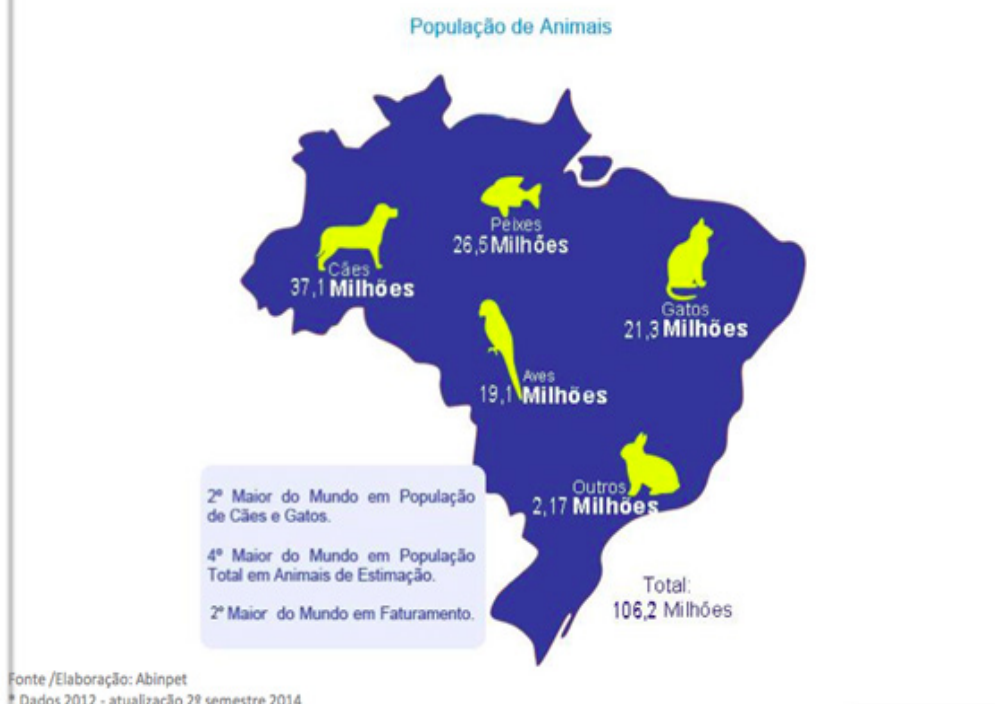 População de Animais
Peixes
26,5 Milhões
Cães
37,1 Milhões
Gatos
21,3 Milhões
Aves
19,1 Milhões
Outros
2,17 Milhões
2º Maior do Mundo em População
de Cães e Gatos.
4º Maior do Mundo em População
Total em Animais de Estimação.
2º Maior do Mundo em Faturamento.
Total:
106,2 Milhões
Fonte /Elaboração: Abinpet
* Dados 2012 - atualização 2º semestre 2014